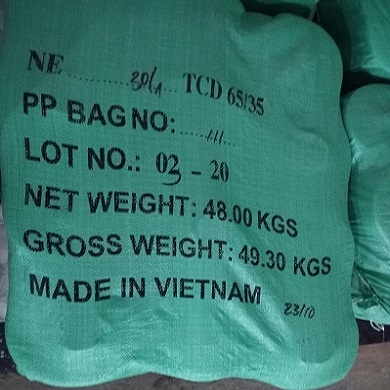 NE ........ 30/1 ... TCD 65/35
PP BAG NO: ...........
LOT NO.: 03 - 20
NET WEIGHT: 48.00 KGS
GROSS WEIGHT: 49.30 KGS
MADE IN VIETNAM
23/10